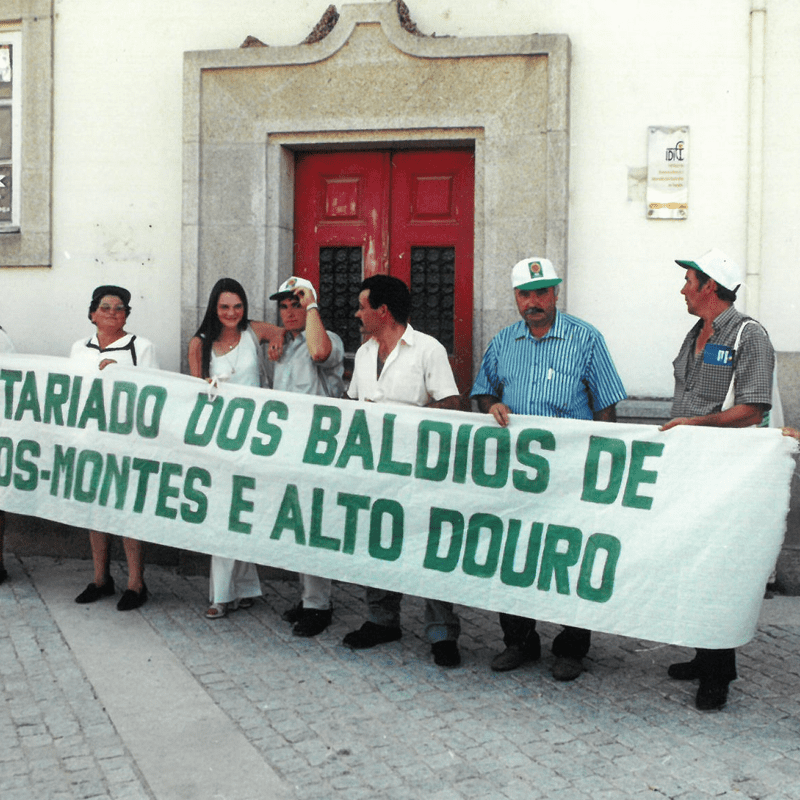 TARIADO DOS BALDIOS DE
OS-MONTES E ALTO DOURO